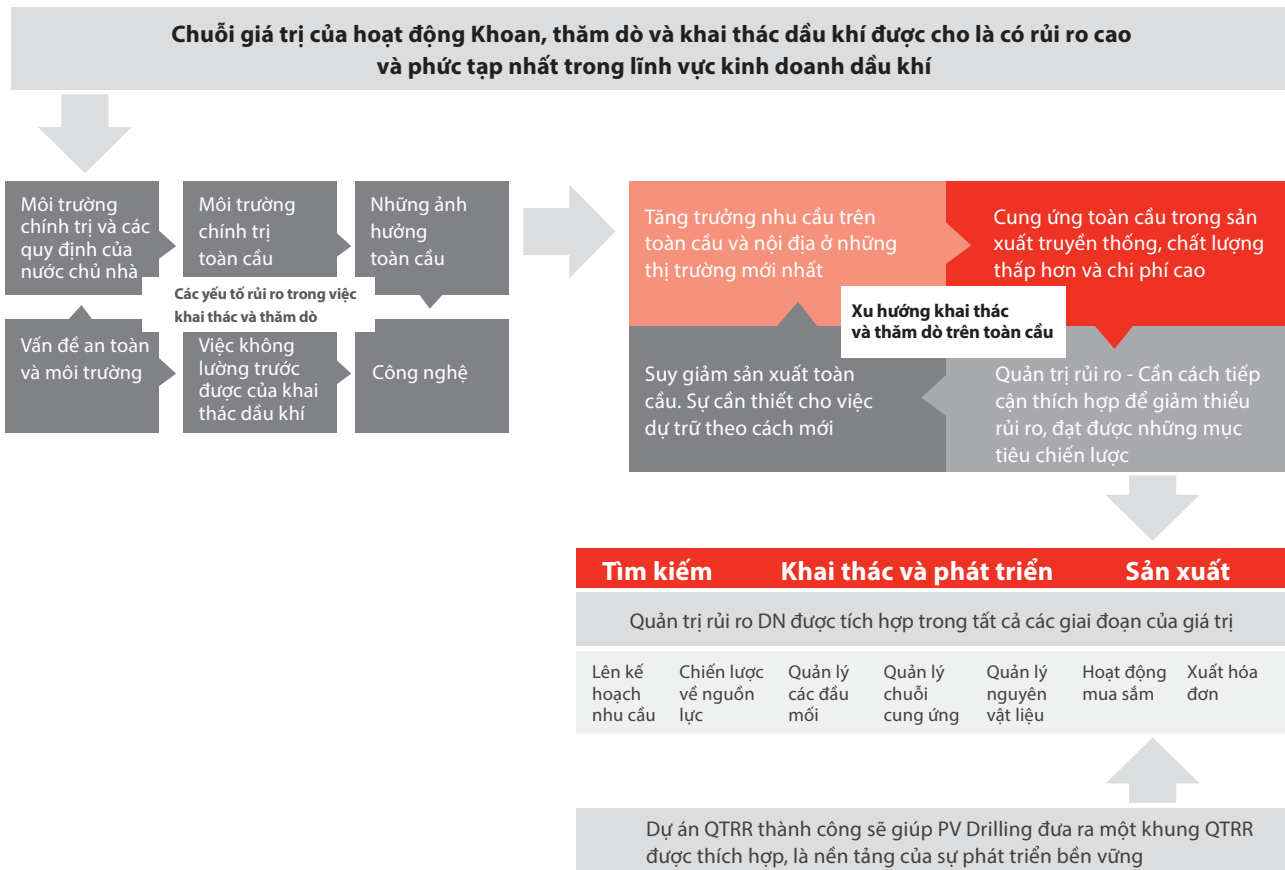 Chuỗi giá trị của hoạt động Khoan, thăm dò và khai thác dầu khí được cho là có rủi ro cao
và phức tạp nhất trong lĩnh vực kinh doanh dầu khí
Môi trường
chính trị và các
quy định của
nước chủ nhà
Môi trường
chính trị
toàn cầu
Những ảnh
hưởng
toàn cầu
Các yếu tố rủi ro trong việc
khai thác và thăm dò
Vấn đề an toàn
và môi trường
Việc không
lường trước
được của khai
thác dầu khí
Công nghệ
Tăng trưởng nhu cầu trên
toàn cầu và nội địa ở những
thị trường mới nhất
Cung ứng toàn cầu trong sản
xuất truyền thống, chất lượng
thấp hơn và chi phí cao
Xu hướng khai thác
và thăm dò trên toàn cầu
Suy giảm sản xuất toàn
cầu. Sự cần thiết cho việc
dự trữ theo cách mới
Quản trị rủi ro - Cần cách tiếp
cận thích hợp để giảm thiểu
rủi ro, đạt được những mục
tiêu chiến lược
Tìm kiếm
Khai thác và phát triển
Sản xuất
Quản trị rủi ro DN được tích hợp trong tất cả các giai đoạn của giá trị
Lên kế
hoạch
nhu cầu
Chiến lược
về nguồn
lực
Quản lý
các đầu
mối
Quản lý
chuỗi
cung ứng
Quản lý
nguyên
vật liệu
Hoạt động
mua sắm
Xuất hóa
đơn
Dự án QTRR thành công sẽ giúp PV Drilling đưa ra một khung QTRR
được thích hợp, là nền tảng của sự phát triển bền vững